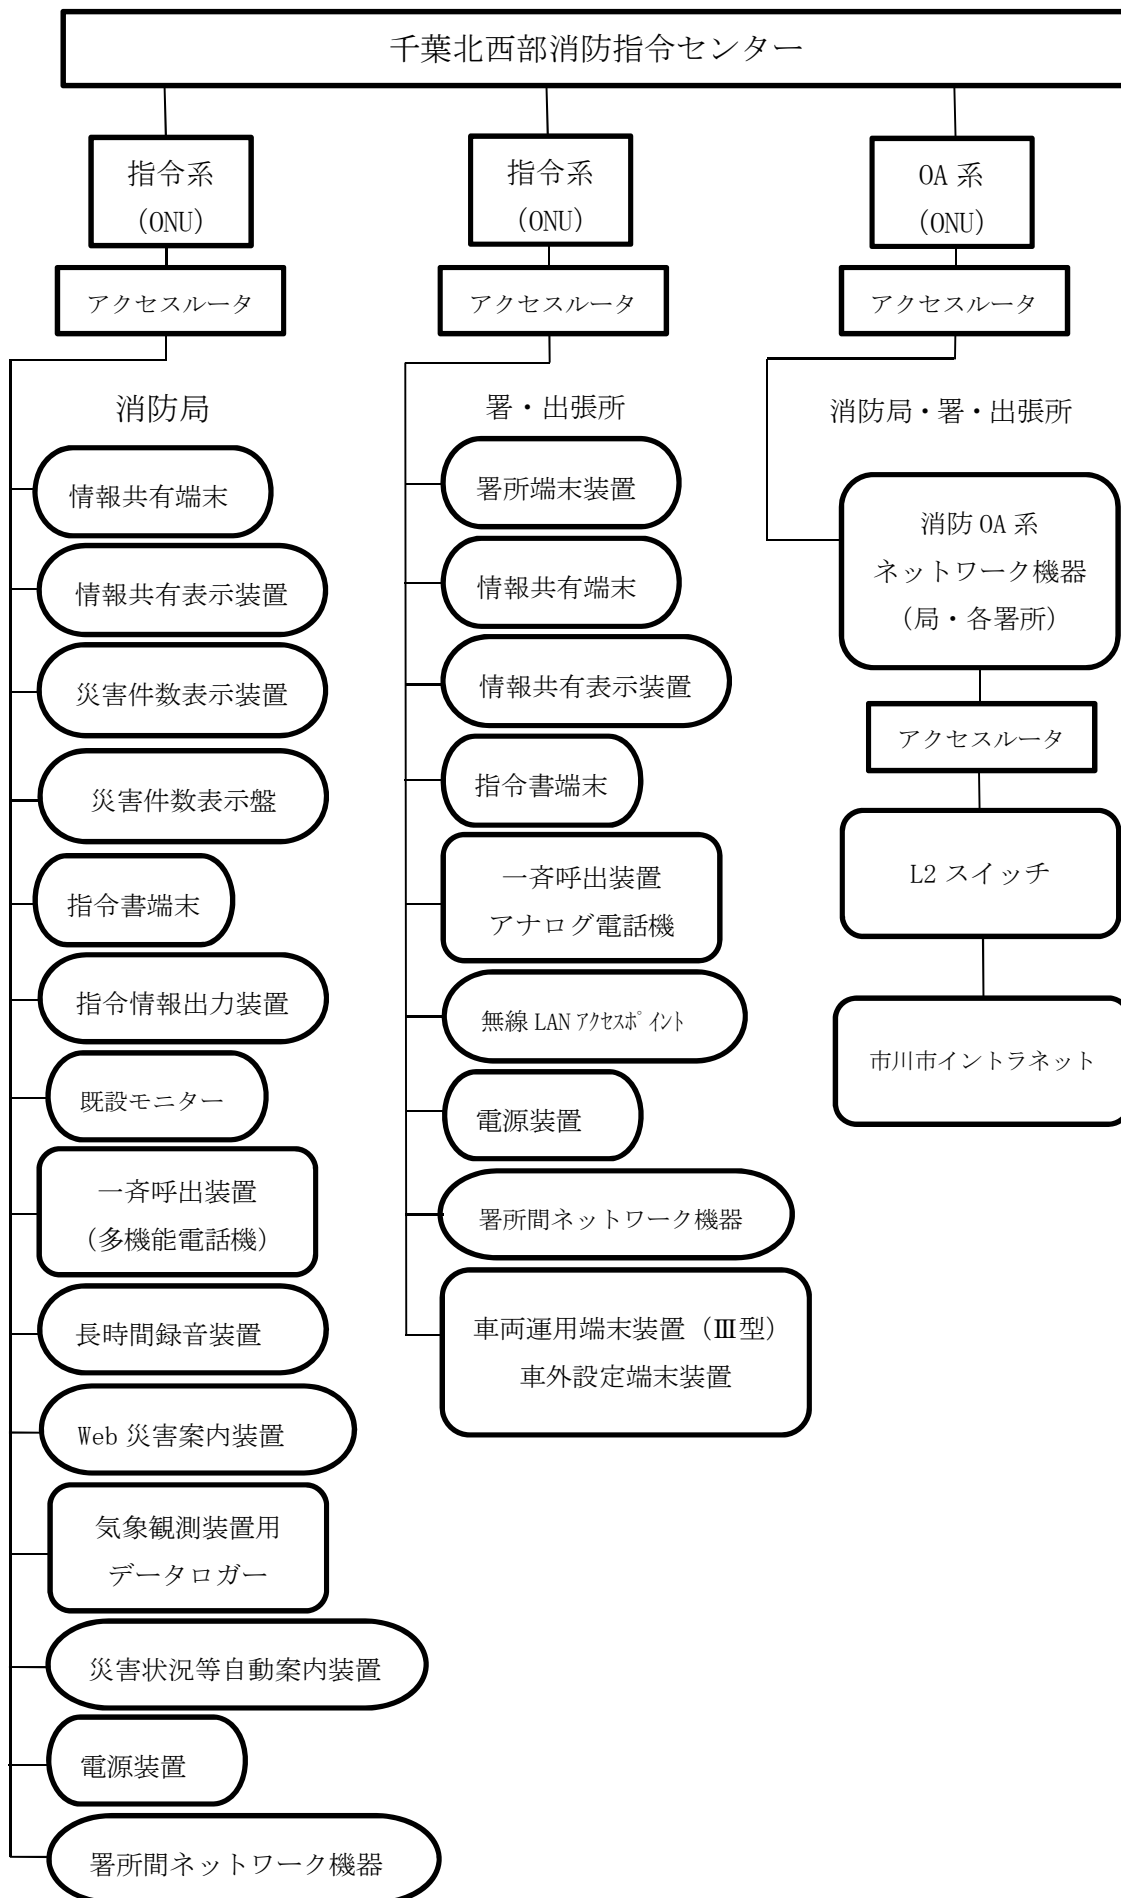 千葉北西部消防指令センター
指令系
（ONU）
アクセスルータ
消防局
情報共有端末
情報共有表示装置
災害件数表示装置
災害件数表示盤
指令書端末
指令情報出力装置
既設モニター
一斉呼出装置
（多機能電話機）
長時間録音装置
Web 災害案内装置
気象観測装置用
データロガー
災害状況等自動案内装置
電源装置
署所間ネットワーク機器
指令系
（ONU）
アクセスルータ
署・出張所
署所端末装置
情報共有端末
情報共有表示装置
指令書端末
一斉呼出装置
アナログ電話機
無線 LAN ｱｸｾｽﾎﾟｲﾝﾄ
電源装置
署所間ネットワーク機器
車両運用端末装置（Ⅲ型）
車外設定端末装置
OA 系
（ONU）
アクセスルータ
消防局・署・出張所
消防 OA 系
ネットワーク機器
（局・各署所）
アクセスルータ
L2 スイッチ
市川市イントラネット